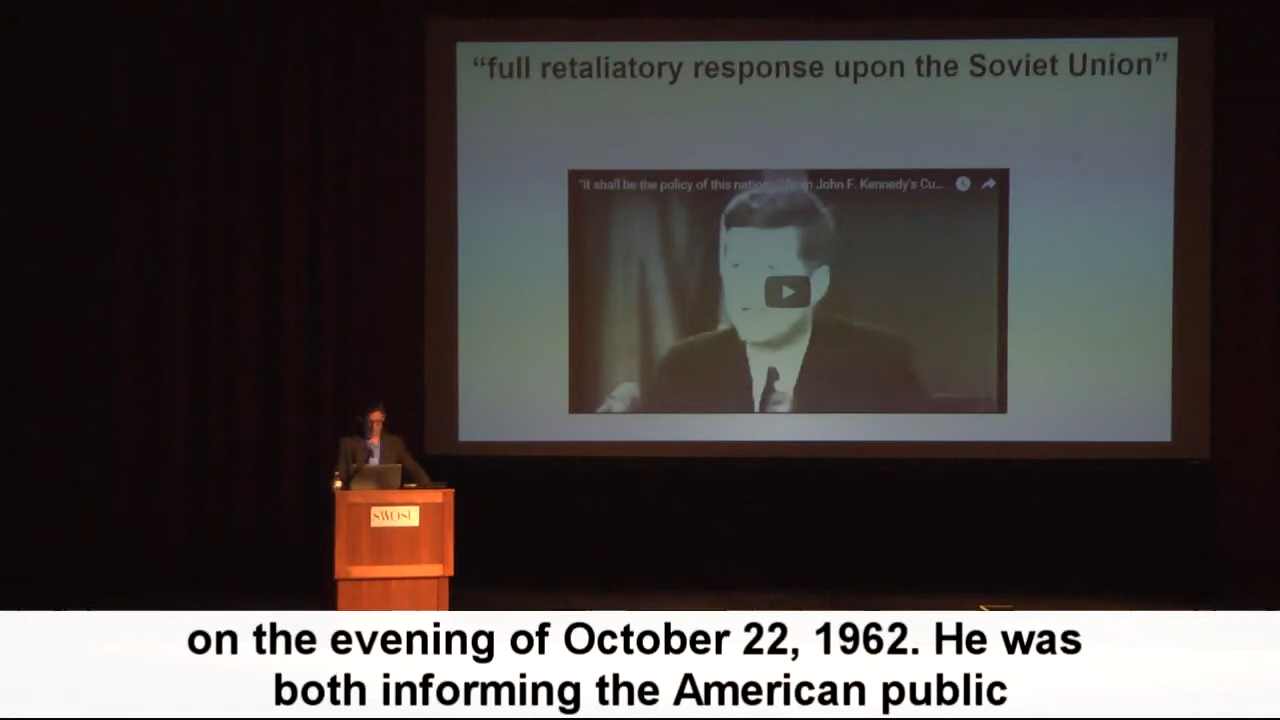 “full retaliatory response upon the Soviet Union”
"It shall be the policy of this nation John F. Kennedy's Cu...
SWOSU
on the evening of October 22, 1962. He was
both informing the American public